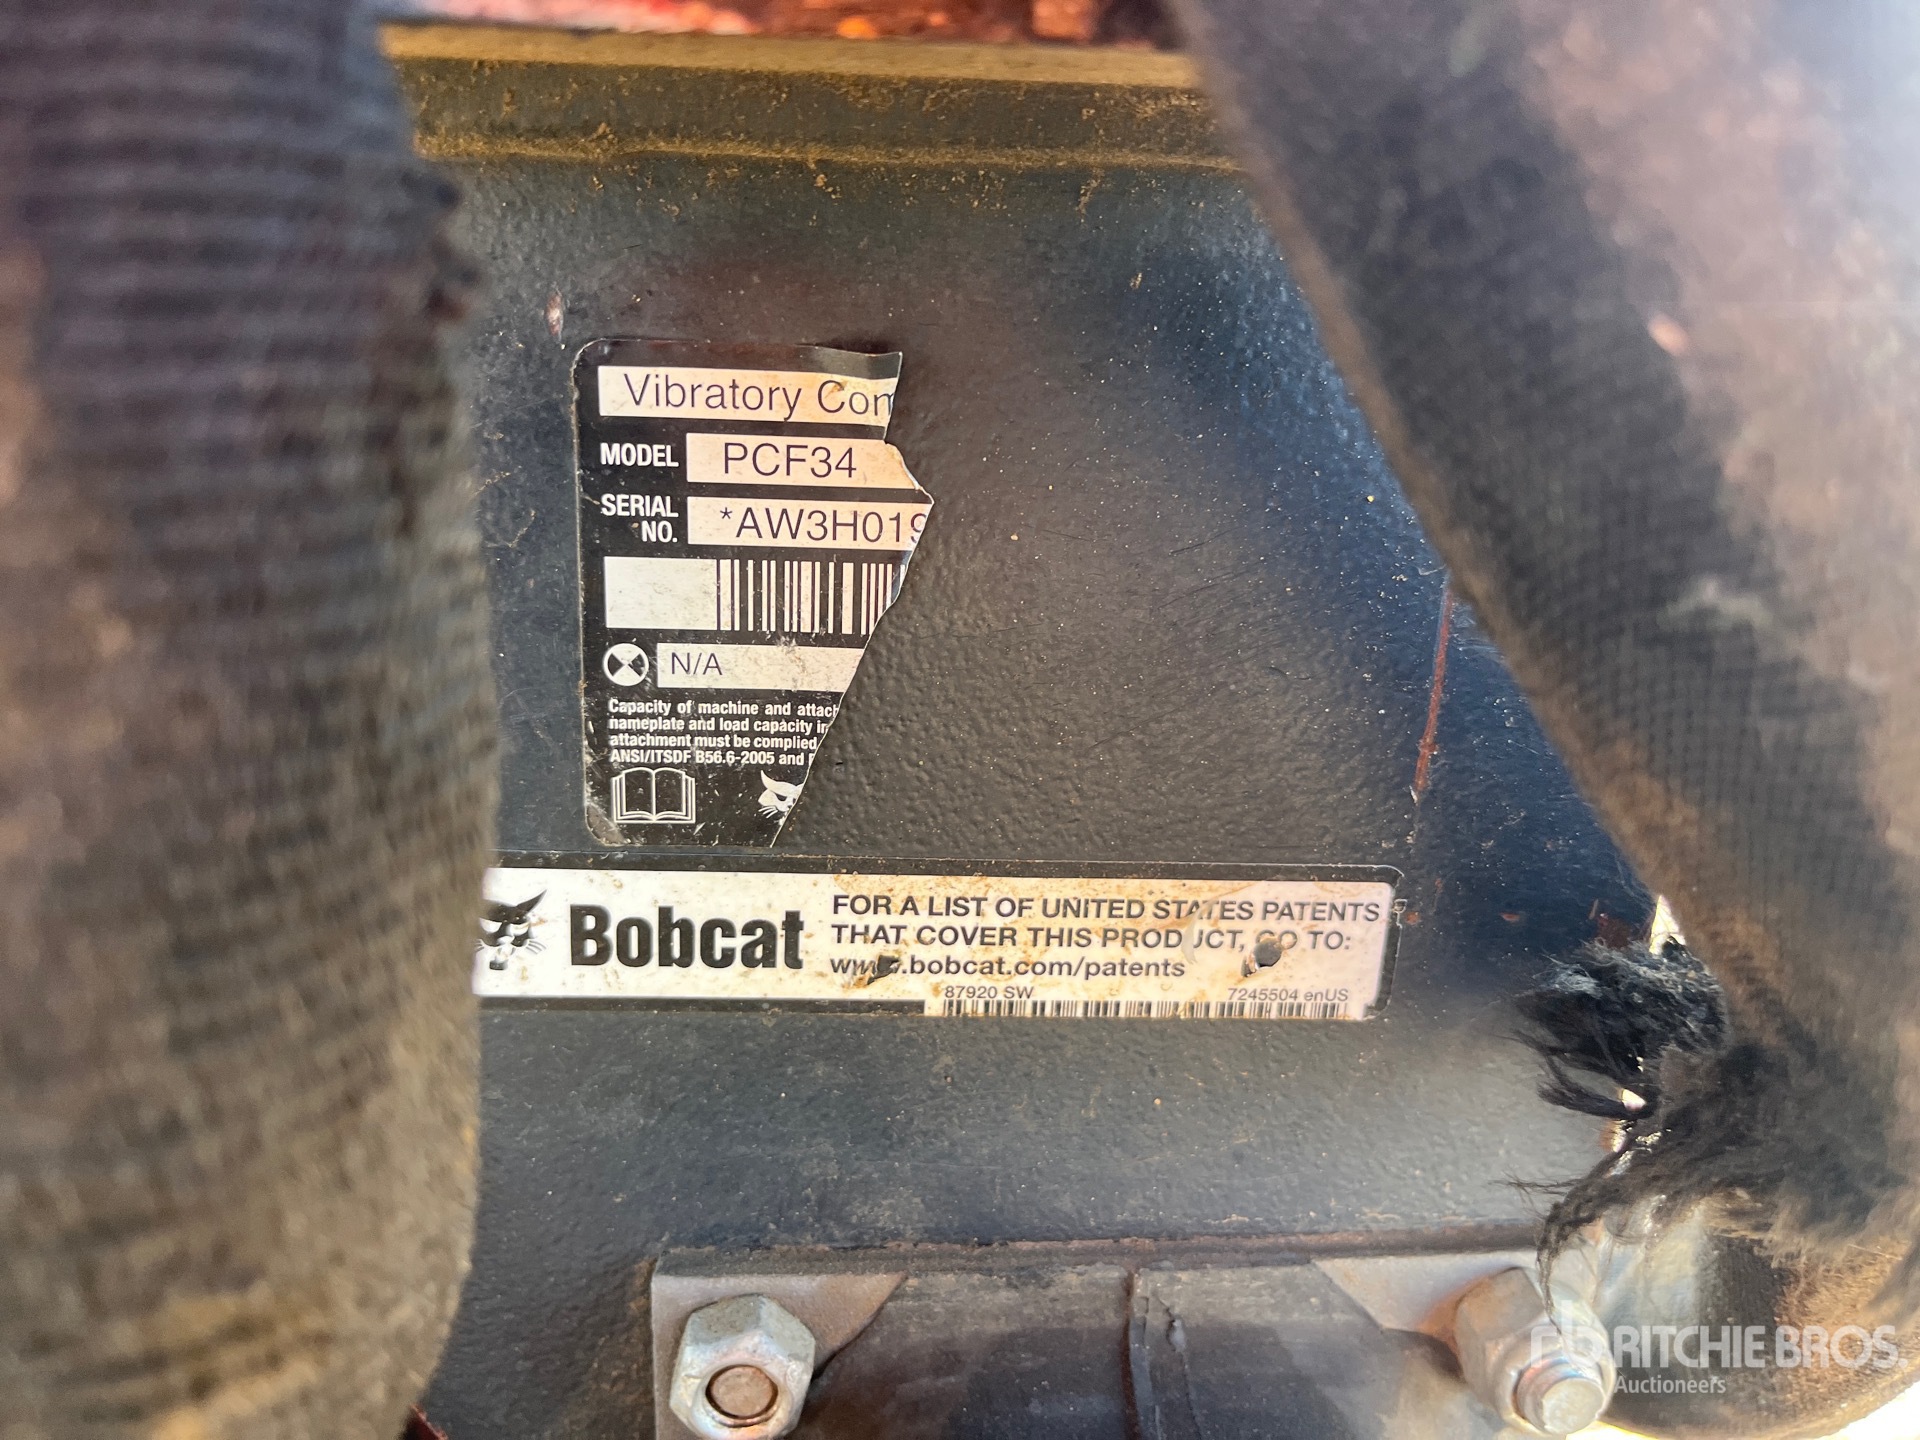 Vibratory Com
MODEL PCF34
SERIAL NO. *AW3H019
N/A
Capacity of machine and attach
nameplate and load capacity in
attachment must be complied
ANSI/ITSDF B56.6-2005 and
Bobcat
FOR A LIST OF UNITED STATES PATENTS
THAT COVER THIS PRODUCT, GO TO:
www.bobcat.com/patents
87920 SW 7245504 enUS
rb RITCHIE BROS.
Auctioneers